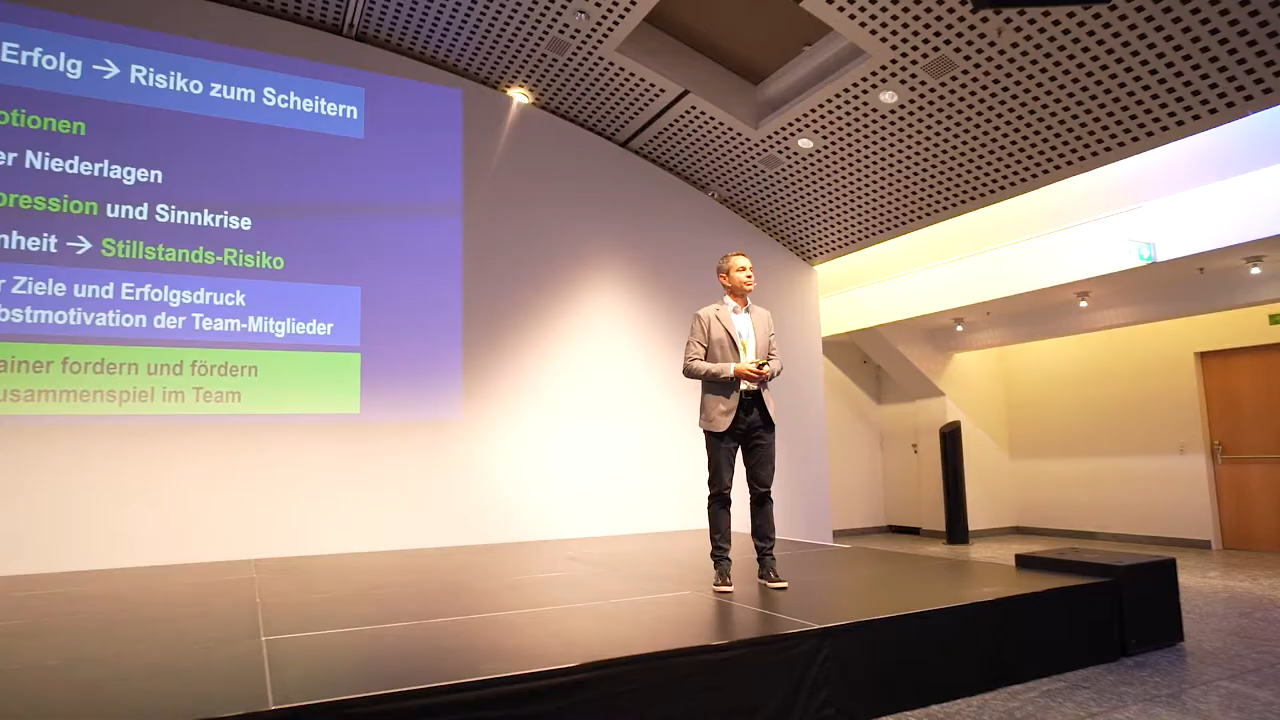 Erfolg → Risiko zum Scheitern
otionen
er Niederlagen
pression und Sinnkrise
nheit → Stillstands-Risiko
r Ziele und Erfolgsdruck
bstmotivation der Team-Mitglieder
ainer fordern und fördern
usammenspiel im Team